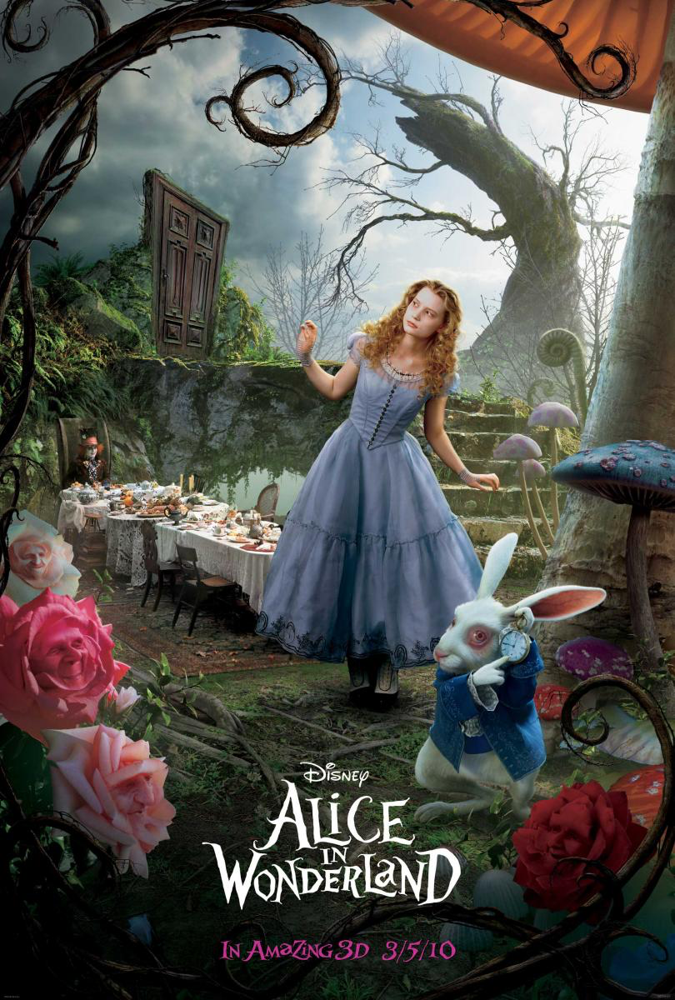 Disney
ALiCE
IN
WONDERLaND
IN AMaZiNG 3D 3/5/10